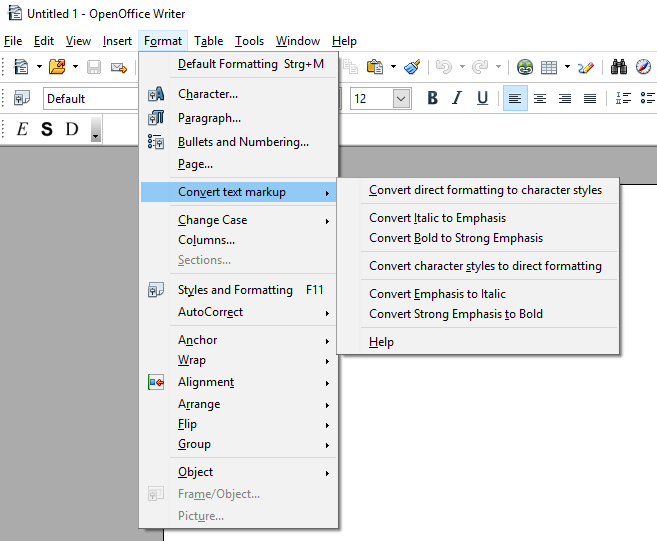 Untitled 1 - OpenOffice Writer
File Edit View Insert Format Table Tools Window Help
Default 12 B I U
E S D
Default Formatting Strg+M
Character...
Paragraph...
Bullets and Numbering...
Page...
Convert text markup
Change Case
Columns...
Sections...
Styles and Formatting F11
AutoCorrect
Anchor
Wrap
Alignment
Arrange
Flip
Group
Object
Frame/Object...
Picture...
Convert direct formatting to character styles
Convert Italic to Emphasis
Convert Bold to Strong Emphasis
Convert character styles to direct formatting
Convert Emphasis to Italic
Convert Strong Emphasis to Bold
Help